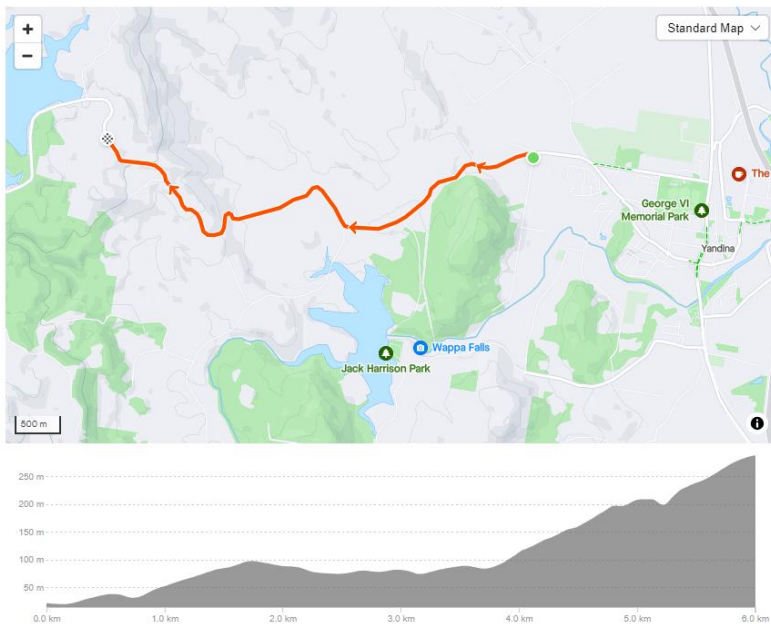 +
−
Standard Map
The
George VI
Memorial Park
Yandina
Wappa Falls
Jack Harrison Park
500 m
i
250 m
200 m
150 m
100 m
50 m
0.0 km 1.0 km 2.0 km 3.0 km 4.0 km 5.0 km 6.0 km